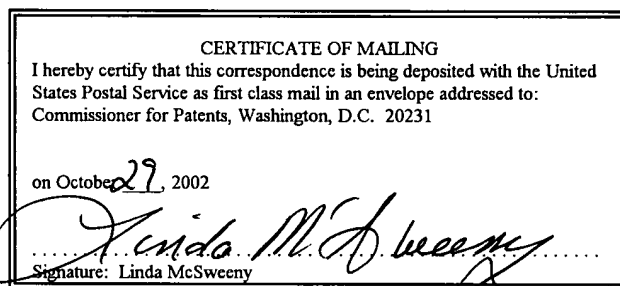 CERTIFICATE OF MAILING
I hereby certify that this correspondence is being deposited with the United
States Postal Service as first class mail in an envelope addressed to:
Commissioner for Patents, Washington, D.C. 20231
on October 29, 2002
Linda McSweeny
Signature: Linda McSweeny